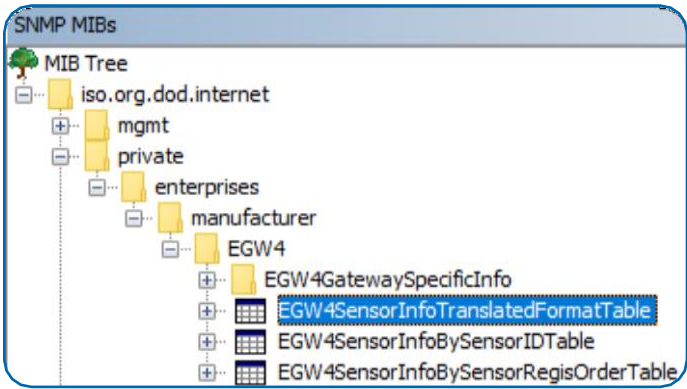 SNMP MIBs
MIB Tree
iso.org.dod.internet
mgmt
private
enterprises
manufacturer
EGW4
EGW4GatewaySpecificInfo
EGW4SensorInfoTranslatedFormatTable
EGW4SensorInfoBySensorIDTable
EGW4SensorInfoBySensorRegisOrderTable